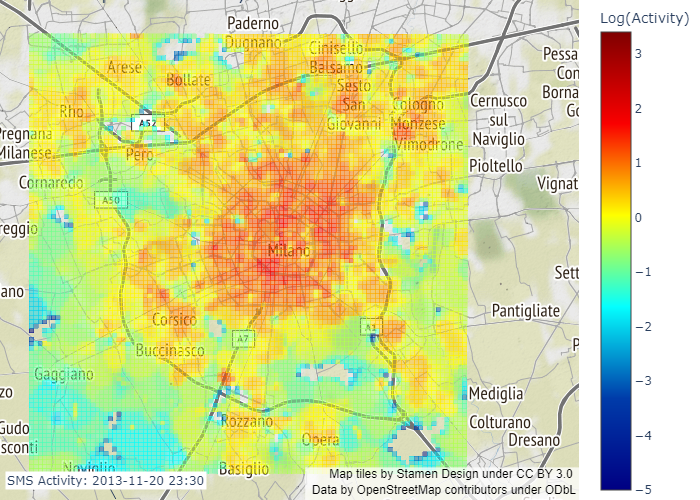 Paderno
Dugnano
Cinisello
Balsamo
Arese
Bollate
Sesto
San
Giovanni
Pessa
Con
Borna
Go
Rho
A52
Cologno
Monzese
Cernusco
sul
Naviglio
Pregnana
Milanese
Pero
Vimodrone
Pioltello
Cornaredo
A50
Vignat
reggio
Milano
Sett
ano
Corsico
A7
A1
Pantigliate
P
Buccinasco
Gaggiano
zo
Mediglia
Gudo
sconti
Rozzano
Opera
Colturano
Dresano
Noviglio
Basiglio
SMS Activity: 2013-11-20 23:30
Map tiles by Stamen Design under CC BY 3.0
Data by OpenStreetMap contributors under ODbL
Log(Activity)
3
2
1
0
−1
−2
−3
−4
−5